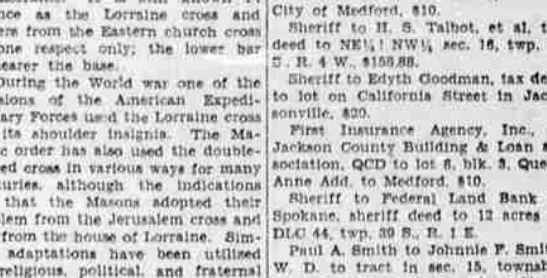 nce as the Lorraine cross and
ers from the Eastern church cross
one respect only; the lower bar
nearer the base.
During the World war one of the
sions of the American Expedi-
ary Forces used the Lorraine cross
its shoulder insignia. The Ma-
c order has also used the double-
ed cross in various ways for many
uries, although the indications
that the Masons adopted their
lem from the Jerusalem cross and
from the house of Lorraine. Sim-
adaptations have been utilized
religious, political, and fraternal
City of Medford, $10.
Sheriff to H. S. Talbot, et al, t
deed to NE¼ NW¼ sec. 16, twp.
S., R. 4 W., $156.88.
Sheriff to Edyth Goodman, tax de
to lot on California Street in Jac
sonville, $20.
First Insurance Agency, Inc.,
Jackson County Building & Loan
sociation, QCD to lot 6, blk. 3, Que
Anne Add. to Medford, $10.
Sheriff to Federal Land Bank
Spokane, sheriff deed to 12 acres
DLC 44, twp. 39 S., R. 1 E.
Paul A. Smith to Johnnie F. Smit
W. D. to tract in sec. 15, townsh